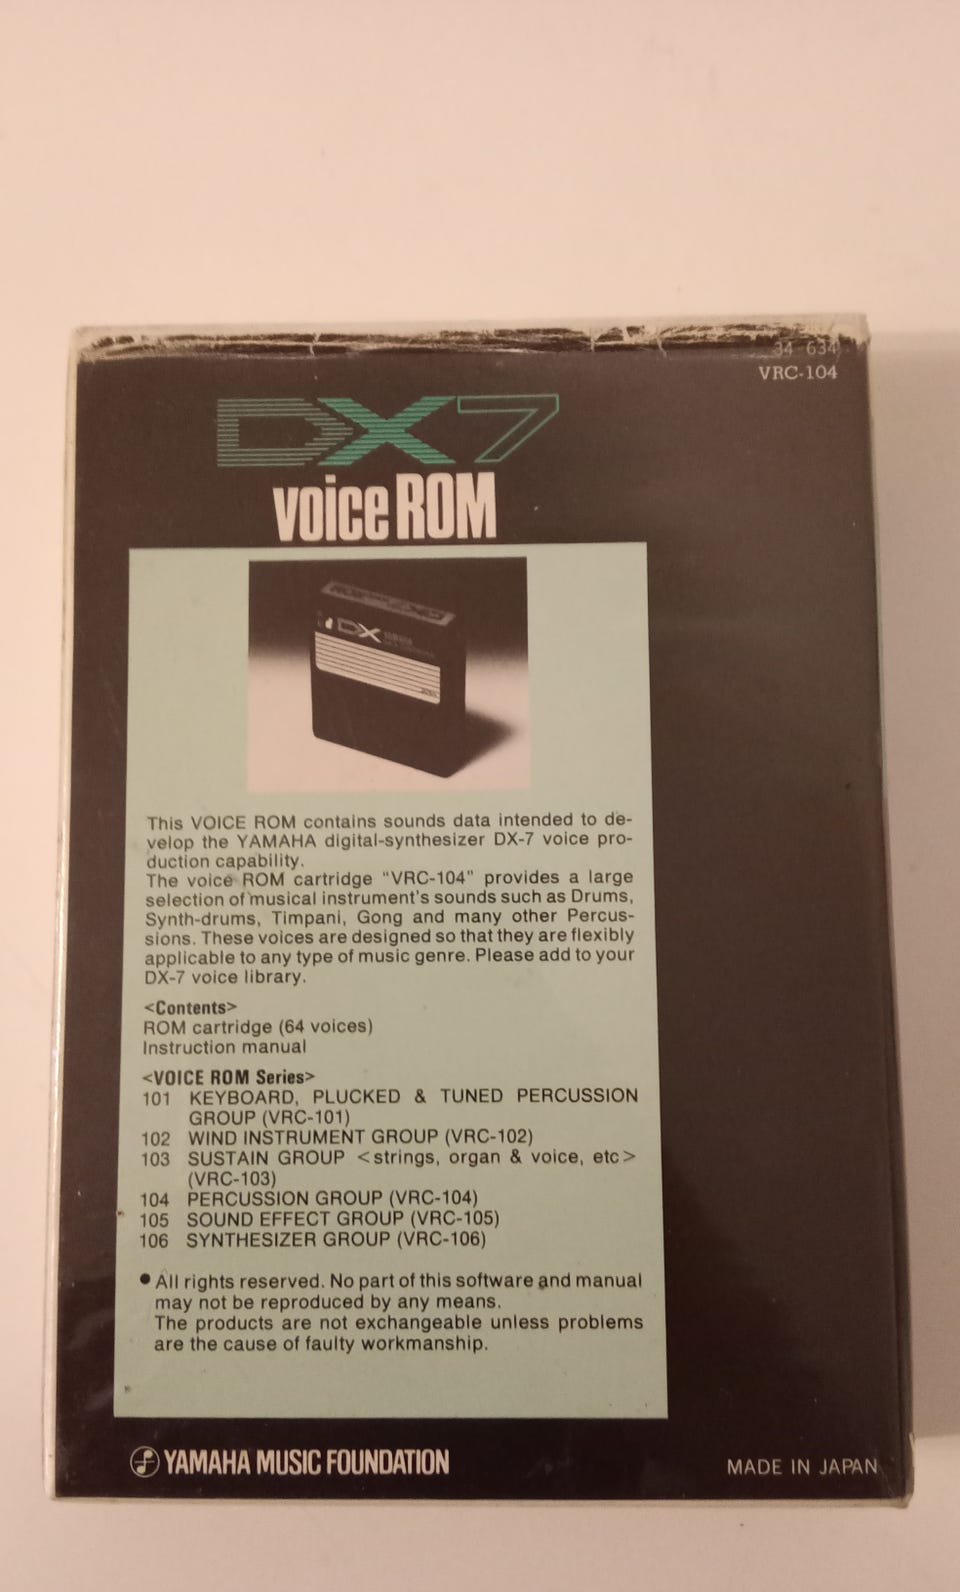 34 634
VRC-104
DX7
voice ROM
DX
This VOICE ROM contains sounds data intended to de-
velop the YAMAHA digital-synthesizer DX-7 voice pro-
duction capability.
The voice ROM cartridge "VRC-104" provides a large
selection of musical instrument's sounds such as Drums,
Synth-drums, Timpani, Gong and many other Percus-
sions. These voices are designed so that they are flexibly
applicable to any type of music genre. Please add to your
DX-7 voice library.
<Contents>
ROM cartridge (64 voices)
Instruction manual
<VOICE ROM Series>
101 KEYBOARD, PLUCKED & TUNED PERCUSSION
GROUP (VRC-101)
102 WIND INSTRUMENT GROUP (VRC-102)
103 SUSTAIN GROUP <strings, organ & voice, etc>
(VRC-103)
104 PERCUSSION GROUP (VRC-104)
105 SOUND EFFECT GROUP (VRC-105)
106 SYNTHESIZER GROUP (VRC-106)
● All rights reserved. No part of this software and manual
may not be reproduced by any means.
The products are not exchangeable unless problems
are the cause of faulty workmanship.
YAMAHA MUSIC FOUNDATION
MADE IN JAPAN